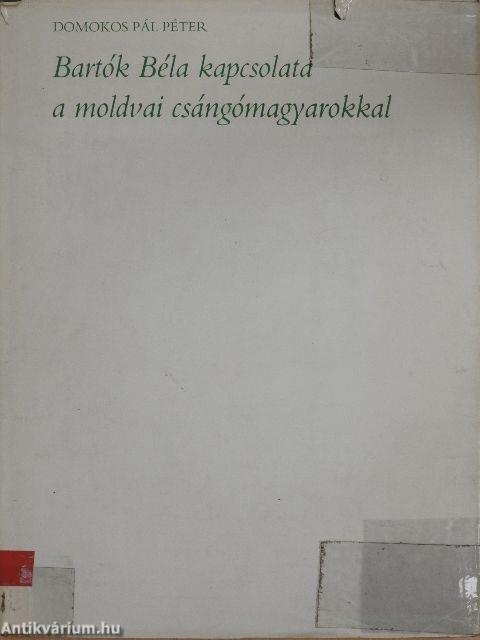 DOMOKOS PÁL PÉTER
Bartók Béla kapcsolata
a moldvai csángómagyarokkal
Antikvárium.hu